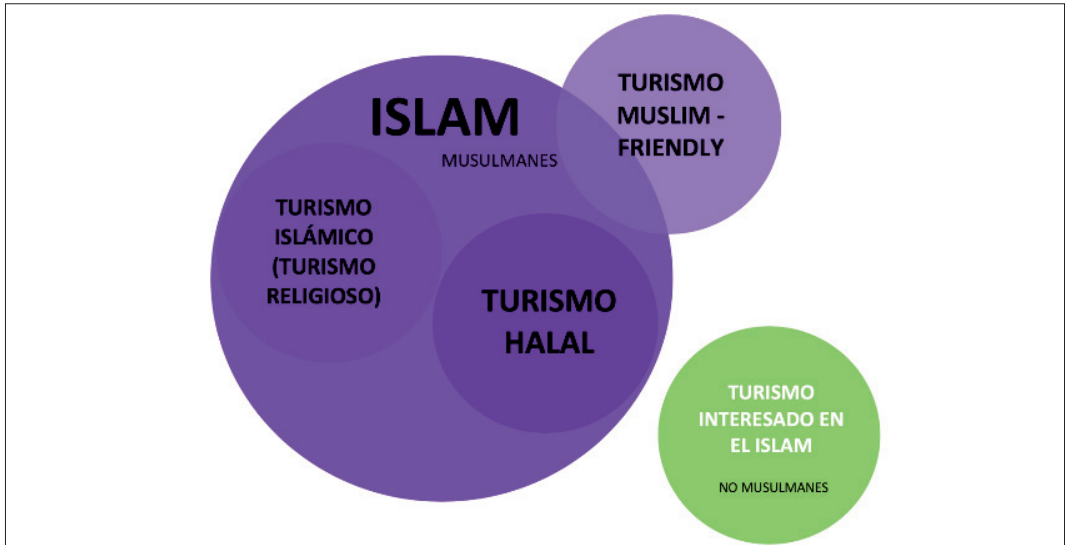 ISLAM
MUSULMANES
TURISMO
MUSLIM -
FRIENDLY
TURISMO
ISLÁMICO
(TURISMO
RELIGIOSO)
TURISMO
HALAL
TURISMO
INTERESADO EN
EL ISLAM
NO MUSULMANES